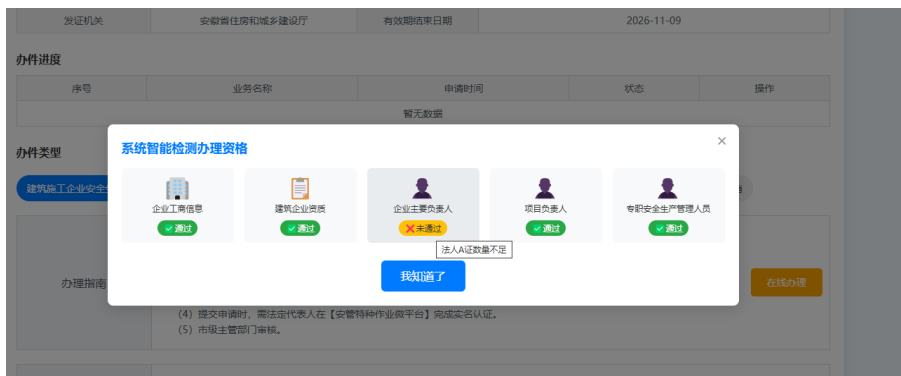 发证机关 安徽省住房和城乡建设厅 有效期结束日期 2026-11-09
办件进度
序号 业务名称 申请时间 状态 操作
暂无数据
办件类型
系统智能检测办理资格 ×
建筑施工企业安全
企业工商信息 建筑企业资质 企业主要负责人 项目负责人 专职安全生产管理人员
通过 通过 未通过 通过 通过
法人A证数量不足
我知道了
办理指南 在线办理
（4）提交申请时，需法定代表人在【安管特种作业微平台】完成实名认证。
（5）市级主管部门审核。